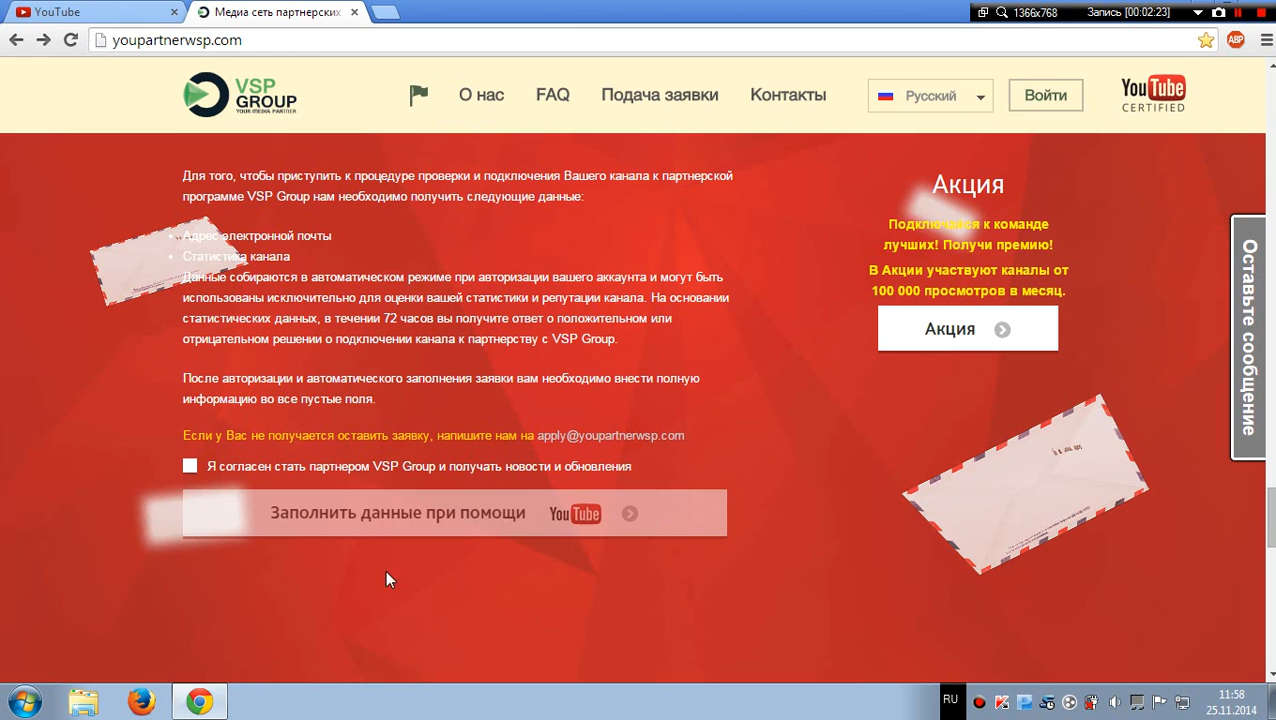 YouTube
Медиа сеть партнерских
1366x768
Запись [00:02:23]
youpartnerwsp.com
ABP
VSP
GROUP
YOUR MEDIA PARTNER
О нас
FAQ
Подача заявки
Контакты
Русский
Войти
YouTube
CERTIFIED
Для того, чтобы приступить к процедуре проверки и подключения Вашего канала к партнерской
программе VSP Group нам необходимо получить следующие данные:
Адрес электронной почты
Статистика канала
Данные собираются в автоматическом режиме при авторизации вашего аккаунта и могут быть
использованы исключительно для оценки вашей статистики и репутации канала. На основании
статистических данных, в течении 72 часов вы получите ответ о положительном или
отрицательном решении о подключении канала к партнерству с VSP Group.
После авторизации и автоматического заполнения заявки вам необходимо внести полную
информацию во все пустые поля.
Если у Вас не получается оставить заявку, напишите нам на apply@youpartnerwsp.com
Я согласен стать партнером VSP Group и получать новости и обновления
Заполнить данные при помощи YouTube
Акция
Подключайся к команде
лучших! Получи премию!
В Акции участвуют каналы от
100 000 просмотров в месяц.
Акция
Оставьте сообщение
RU
11:58
25.11.2014